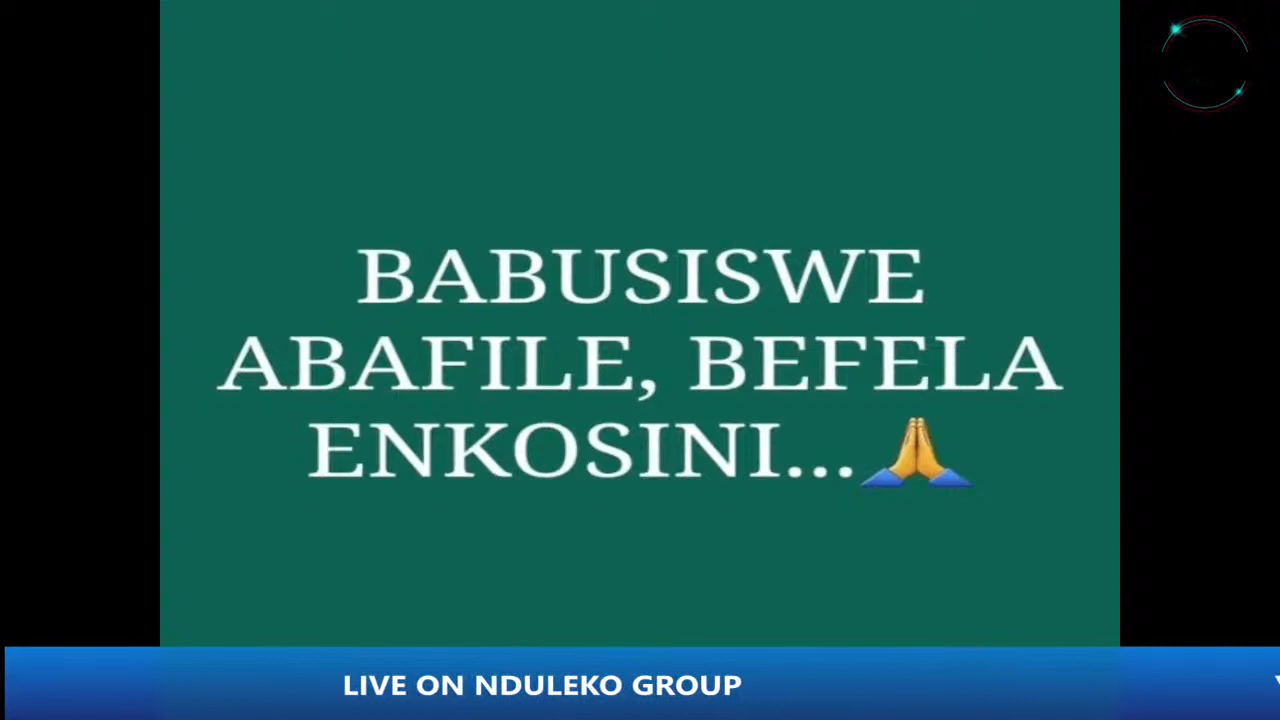 BABUSISWE
ABAFILE, BEFELA
ENKOSINI...🙏
LIVE ON NDULEKO GROUP